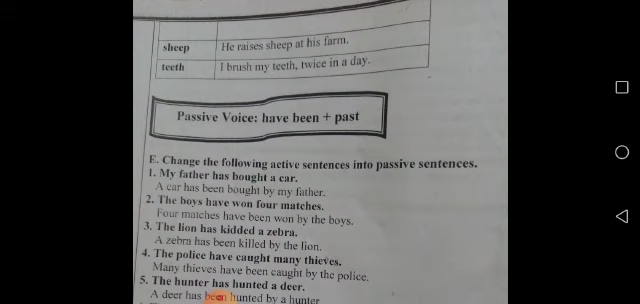 sheep He raises sheep at his farm.
teeth I brush my teeth, twice in a day.
Passive Voice: have been + past
E. Change the following active sentences into passive sentences.
1. My father has bought a car.
A car has been bought by my father.
2. The boys have won four matches.
Four matches have been won by the boys.
3. The lion has kidded a zebra.
A zebra has been killed by the lion.
4. The police have caught many thieves.
Many thieves have been caught by the police.
5. The hunter has hunted a deer.
A deer has been hunted by a hunter